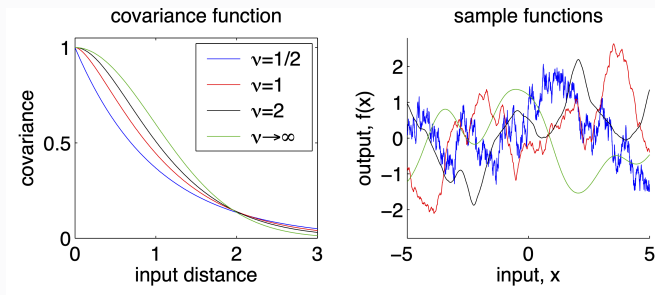 covariance function
1
0.5
0
covariance
ν=1/2
ν=1
ν=2
ν→∞
0
1
2
3
input distance
sample functions
2
1
0
−1
−2
output, f(x)
−5
0
5
input, x